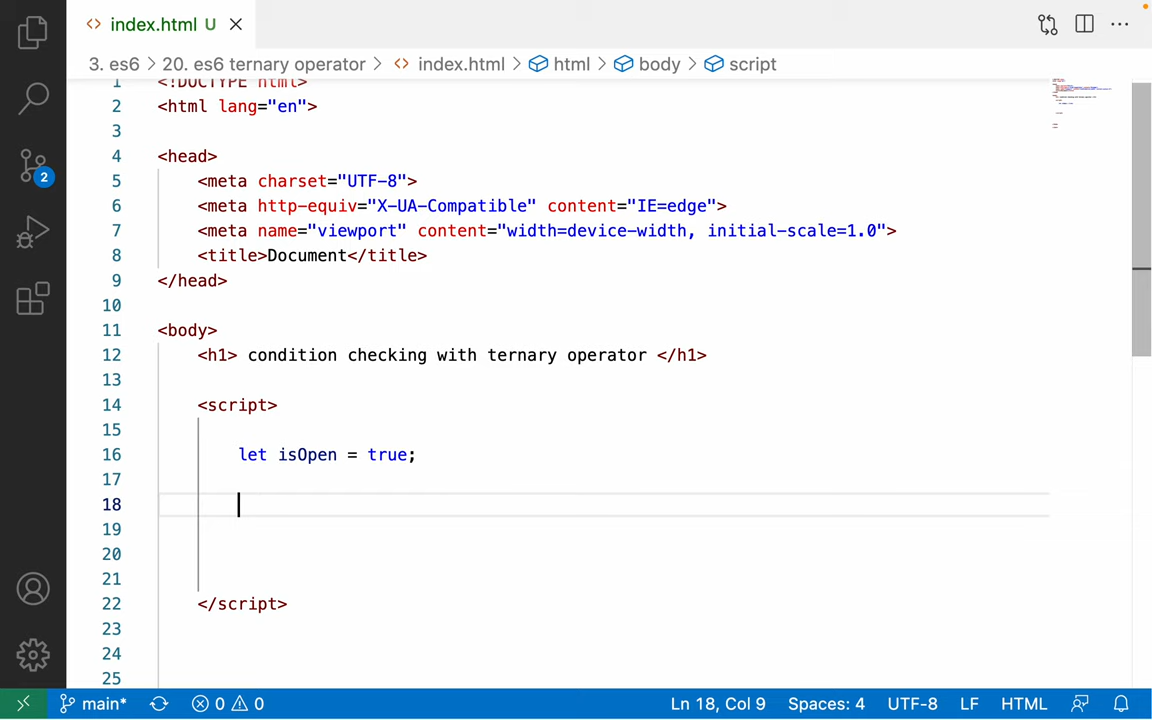 index.html U
3. es6 > 20. es6 ternary operator > index.html > html > body > script
1 <!DOCTYPE html>
2 <html lang="en">
3
4 <head>
5 <meta charset="UTF-8">
6 <meta http-equiv="X-UA-Compatible" content="IE=edge">
7 <meta name="viewport" content="width=device-width, initial-scale=1.0">
8 <title>Document</title>
9 </head>
10
11 <body>
12 <h1> condition checking with ternary operator </h1>
13
14 <script>
15
16 let isOpen = true;
17
18
19
20
21
22 </script>
23
24
25
2
main* 0 0 Ln 18, Col 9 Spaces: 4 UTF-8 LF HTML